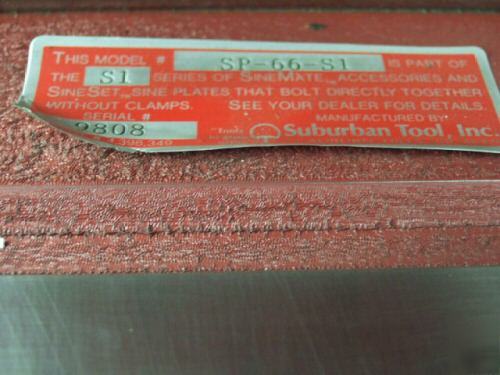 THIS MODEL # SP-66-S1 IS PART OF
THE S1 SERIES OF SINEMATE ACCESSORIES AND
SINESET SINE PLATES THAT BOLT DIRECTLY TOGETHER
WITHOUT CLAMPS. SEE YOUR DEALER FOR DETAILS.
SERIAL # MANUFACTURED BY
9808 Suburban Tool, Inc